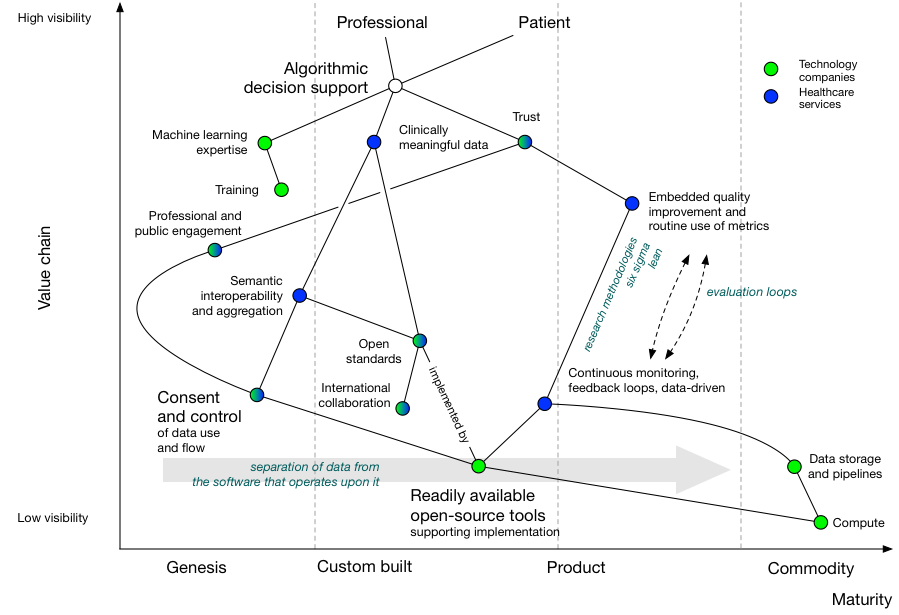 High visibility
Professional
Patient
Algorithmic
decision support
Technology
companies
Healthcare
services
Trust
Machine learning
expertise
Clinically
meaningful data
Training
Embedded quality
improvement and
routine use of metrics
Professional and
public engagement
Value chain
research methodologies
six sigma
lean
evaluation loops
Semantic
interoperability
and aggregation
Open
standards
implemented by
Continuous monitoring,
feedback loops, data-driven
International
collaboration
Consent
and control
of data use
and flow
separation of data from
the software that operates upon it
Data storage
and pipelines
Readily available
open-source tools
supporting implementation
Low visibility
Compute
Genesis
Custom built
Product
Commodity
Maturity